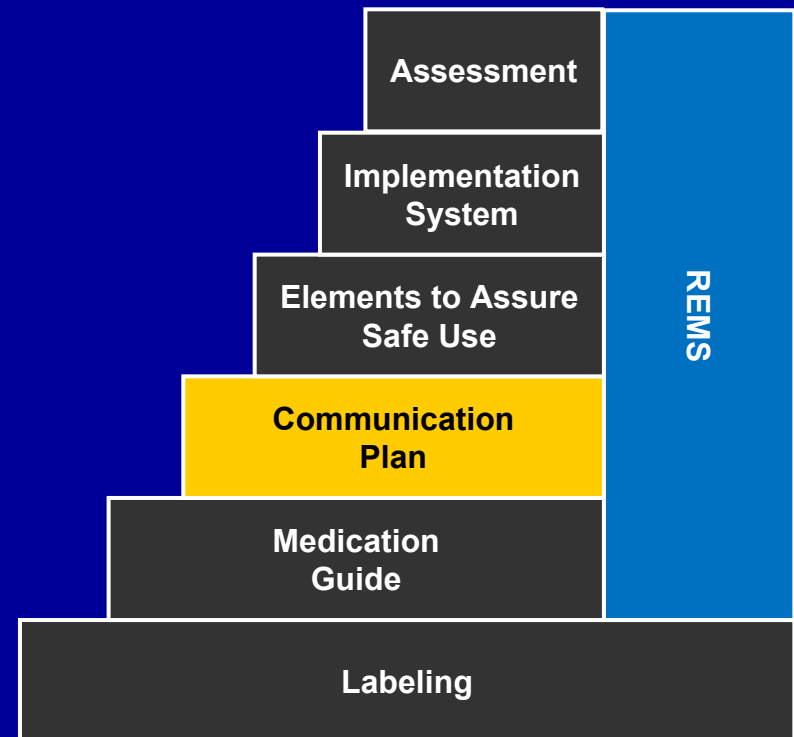 Assessment
Implementation
System
Elements to Assure
Safe Use
REMS
Communication
Plan
Medication
Guide
Labeling